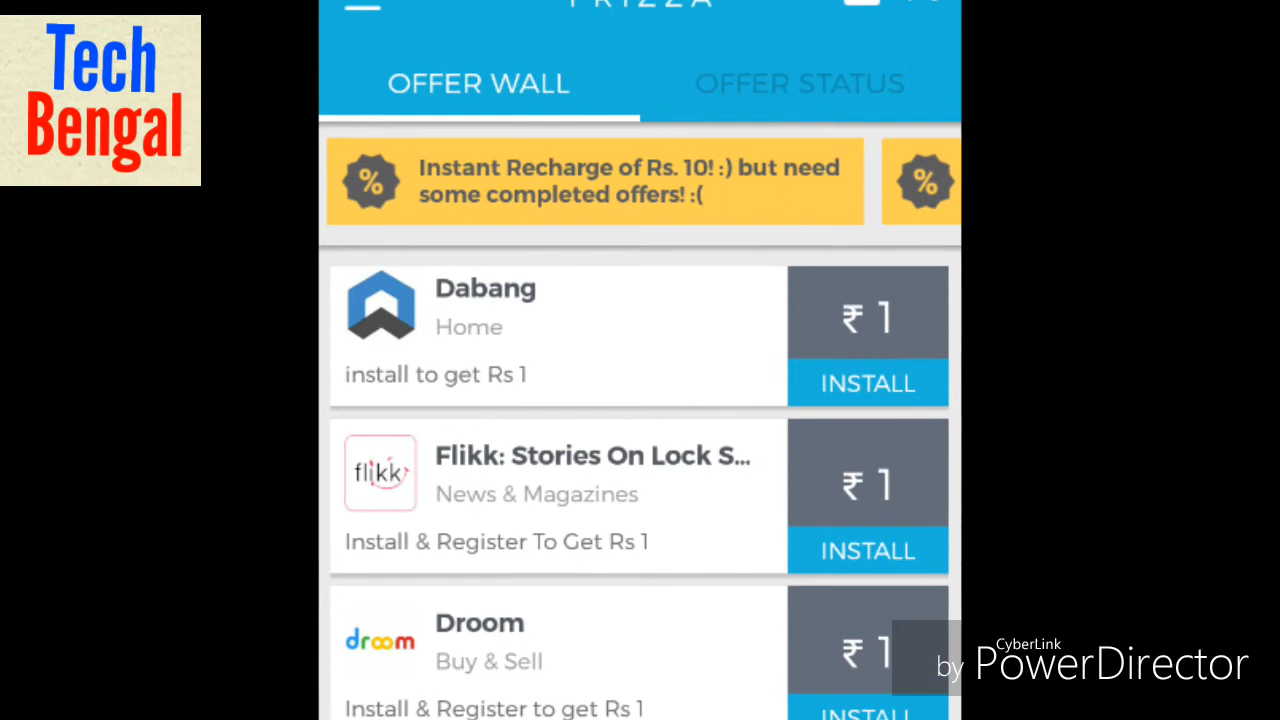 Tech
Bengal
PRIZZA
OFFER WALL
OFFER STATUS
%
Instant Recharge of Rs. 10! :) but need
some completed offers! :(
%
Dabang
Home
install to get Rs 1
₹ 1
INSTALL
flikk
Flikk: Stories On Lock S...
News & Magazines
Install & Register To Get Rs 1
₹ 1
INSTALL
droom
Droom
Buy & Sell
Install & Register to get Rs 1
₹ 1
INSTALL
CyberLink
by PowerDirector